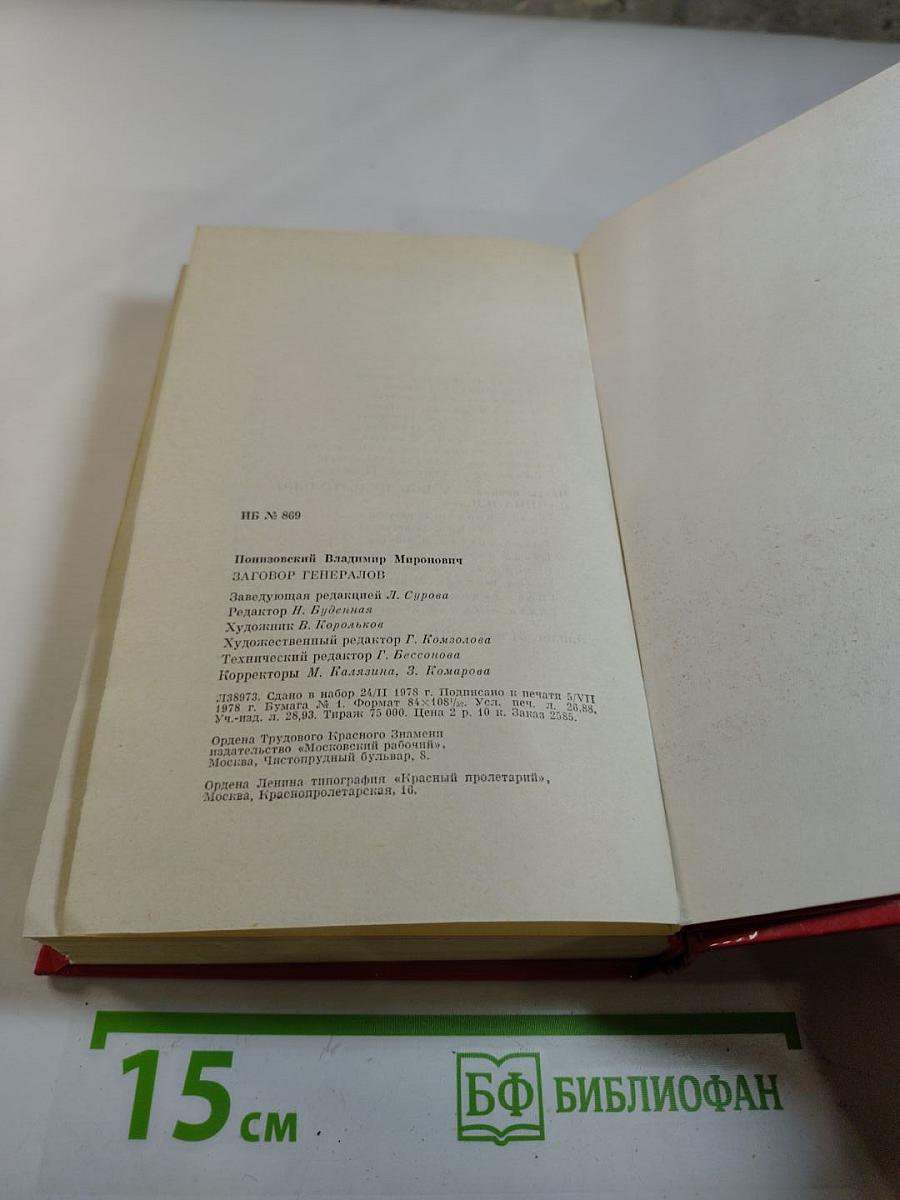 ИБ № 869
Понизовский Владимир Миронович
ЗАГОВОР ГЕНЕРАЛОВ
Заведующая редакцией Л. Сурова
Редактор Н. Буденная
Художник В. Корольков
Художественный редактор Г. Комзолова
Технический редактор Г. Бессонова
Корректоры М. Калязина, З. Комарова
Л38973. Сдано в набор 24/II 1978 г. Подписано к печати 5/VII
1978 г. Бумага № 1. Формат 84×108¹/₃₂. Усл. печ. л. 26,88.
Уч.-изд. л. 28,93. Тираж 75 000. Цена 2 р. 10 к. Заказ 2585.
Ордена Трудового Красного Знамени
издательство «Московский рабочий»,
Москва, Чистопрудный бульвар, 8.
Ордена Ленина типография «Красный пролетарий»,
Москва, Краснопролетарская, 16.
15 см
БФ БИБЛИОФАН